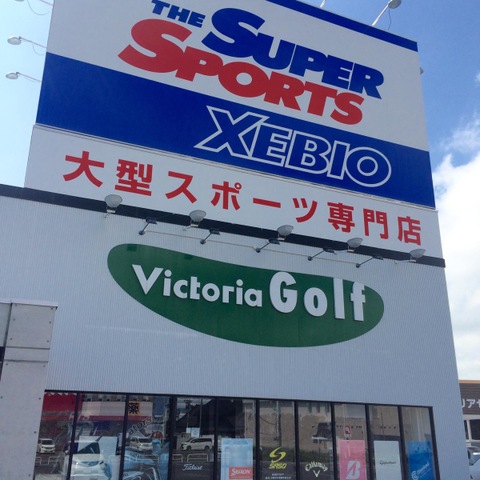 THE SUPER
SPORTS
XEBIO
大型スポーツ専門店
Victoria Golf
Titleist
SRIXON
Callaway